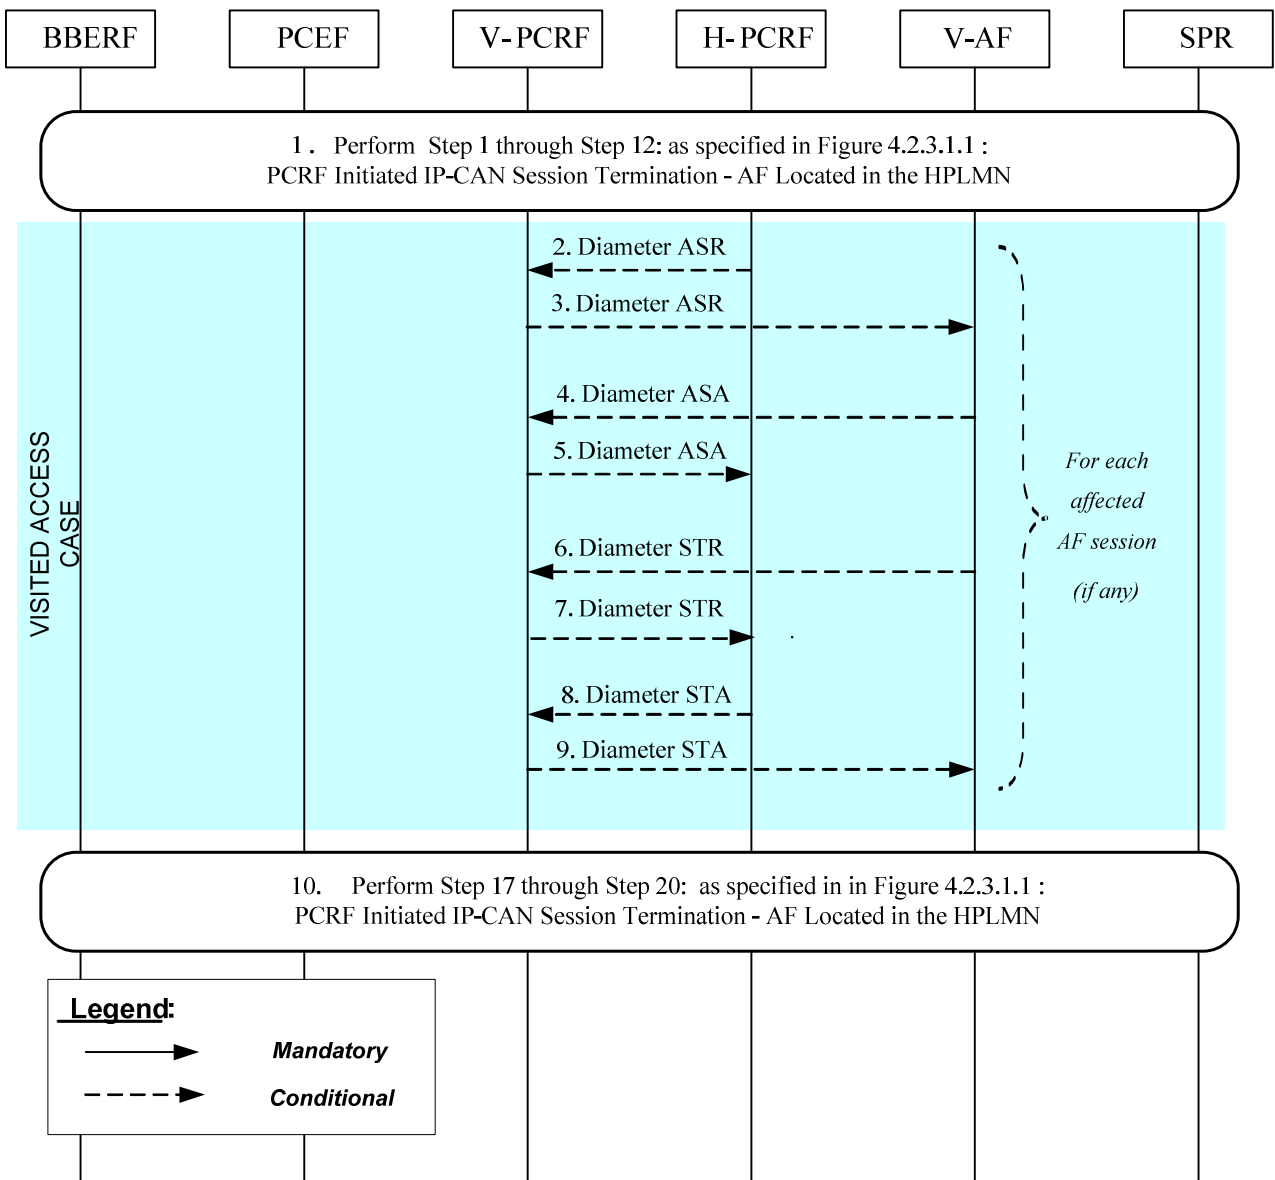 BBERF
PCEF
V- PCRF
H- PCRF
V-AF
SPR
1 . Perform Step 1 through Step 12: as specified in Figure 4.2.3.1.1 :
PCRF Initiated IP-CAN Session Termination - AF Located in the HPLMN
VISITED ACCESS
CASE
2. Diameter ASR
3. Diameter ASR
4. Diameter ASA
5. Diameter ASA
6. Diameter STR
7. Diameter STR
8. Diameter STA
9. Diameter STA
For each
affected
AF session
(if any)
10. Perform Step 17 through Step 20: as specified in in Figure 4.2.3.1.1 :
PCRF Initiated IP-CAN Session Termination - AF Located in the HPLMN
Legend:
Mandatory
Conditional